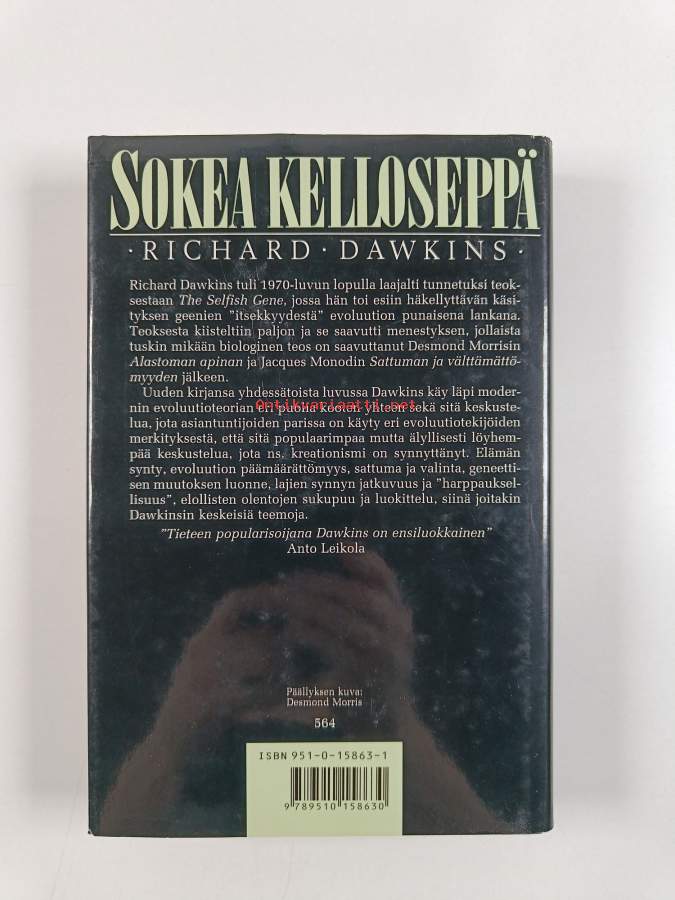 SOKEA KELLOSEPPÄ
· RICHARD · DAWKINS ·
Richard Dawkins tuli 1970-luvun lopulla laajalti tunnetuksi teok-
sestaan The Selfish Gene, jossa hän toi esiin häkellyttävän käsi-
tyksen geenien "itsekkyydestä" evoluution punaisena lankana.
Teoksesta kiisteltiin paljon ja se saavutti menestyksen, jollaista
tuskin mikään biologinen teos on saavuttanut Desmond Morrisin
Alastoman apinan ja Jacques Monodin Sattuman ja välttämättö-
myyden jälkeen.
Uuden kirjansa yhdessätoista luvussa Dawkins käy läpi moder-
nin evoluutioteorian eri puolia kooten yhteen sekä sitä keskuste-
Antikvariaatti.net
lua, jota asiantuntijoiden parissa on käyty eri evoluutiotekijöiden
merkityksestä, että sitä populaarimpaa mutta älyllisesti löyhem-
pää keskustelua, jota ns. kreationismi on synnyttänyt. Elämän
synty, evoluution päämäärättömyys, sattuma ja valinta, geneetti-
sen muutoksen luonne, lajien synnyn jatkuvuus ja "harppauksel-
lisuus", elollisten olentojen sukupuu ja luokittelu, siinä joitakin
Dawkinsin keskeisiä teemoja.
"Tieteen popularisoijana Dawkins on ensiluokkainen"
Anto Leikola
Päällyksen kuva:
Desmond Morris
564
ISBN 951-0-15863-1
9 789510 158630